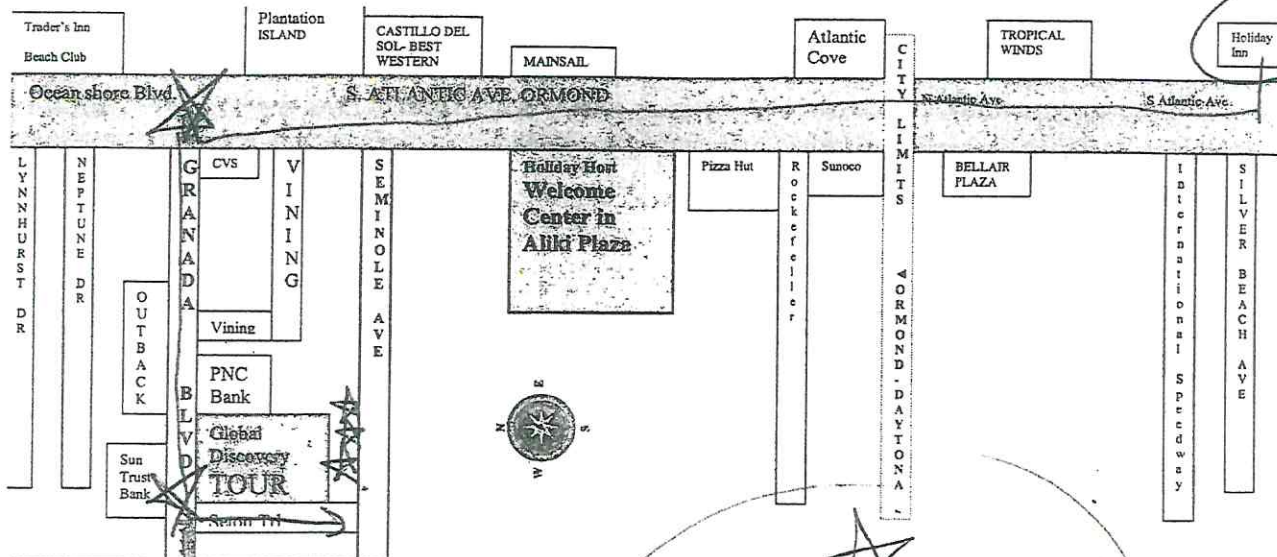 Trader's Inn
Beach Club
Plantation
ISLAND
CASTILLO DEL
SOL- BEST
WESTERN
MAINSAIL
Atlantic
Cove
TROPICAL
WINDS
Holiday
Inn
Ocean shore Blvd.
S. ATLANTIC AVE. ORMOND
N Atlantic Ave
S Atlantic Ave.
LYNNHURST DR
NEPTUNE DR
GRANADA BLVD
CVS
VINING
SEMINOLE AVE
Holiday Host
Welcome
Center in
Aliki Plaza
Pizza Hut
Rockefeller
Sunoco
CITY LIMITS ORMOND-DAYTONA
BELLAIR
PLAZA
International Speedway
SILVER BEACH AVE
OUTBACK
Vining
PNC
Bank
Global
Discovery
TOUR
Sun
Trust
Bank
E
N
S
W